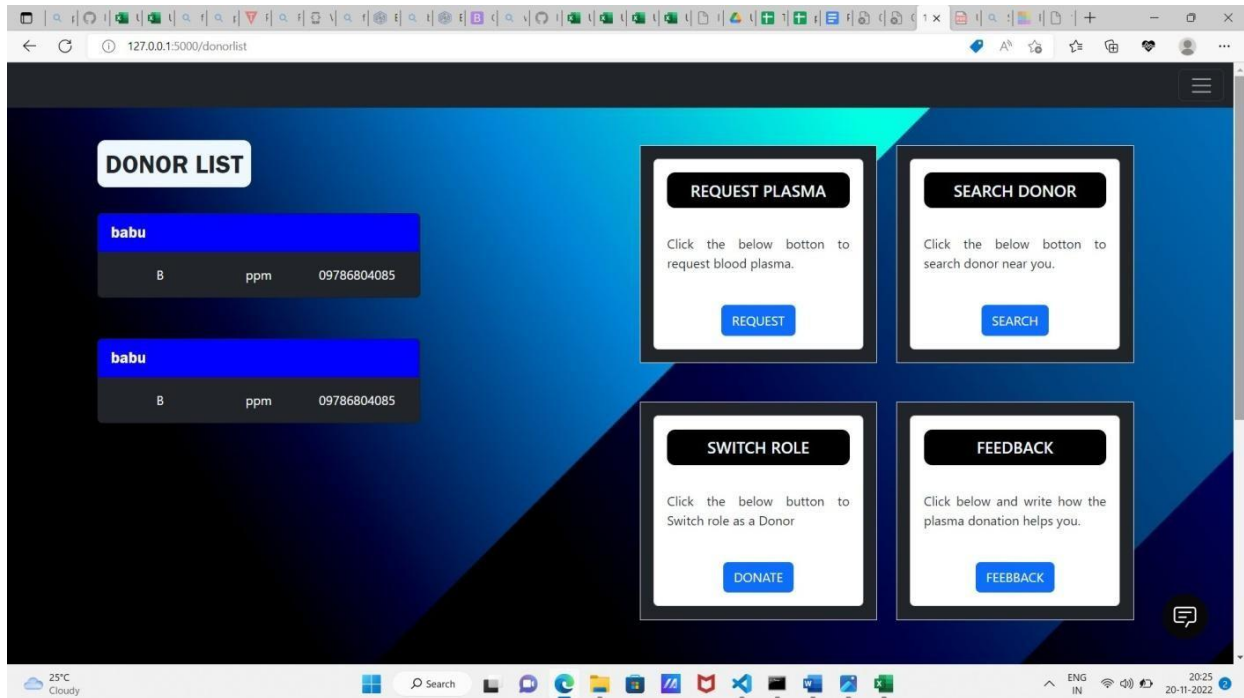 127.0.0.1:5000/donorlist
DONOR LIST
babu
B ppm 09786804085
babu
B ppm 09786804085
REQUEST PLASMA
Click the below botton to
request blood plasma.
REQUEST
SEARCH DONOR
Click the below botton to
search donor near you.
SEARCH
SWITCH ROLE
Click the below button to
Switch role as a Donor
DONATE
FEEDBACK
Click below and write how the
plasma donation helps you.
FEEBBACK
25°C
Cloudy
Search
ENG
IN
20:25
20-11-2022
2